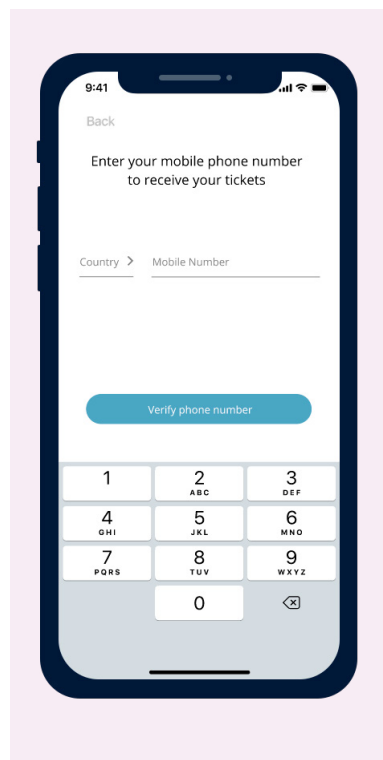 9:41
Back
Enter your mobile phone number
to receive your tickets
Country > Mobile Number
Verify phone number
1 2 3
ABC DEF
4 5 6
GHI JKL MNO
7 8 9
PQRS TUV WXYZ
0